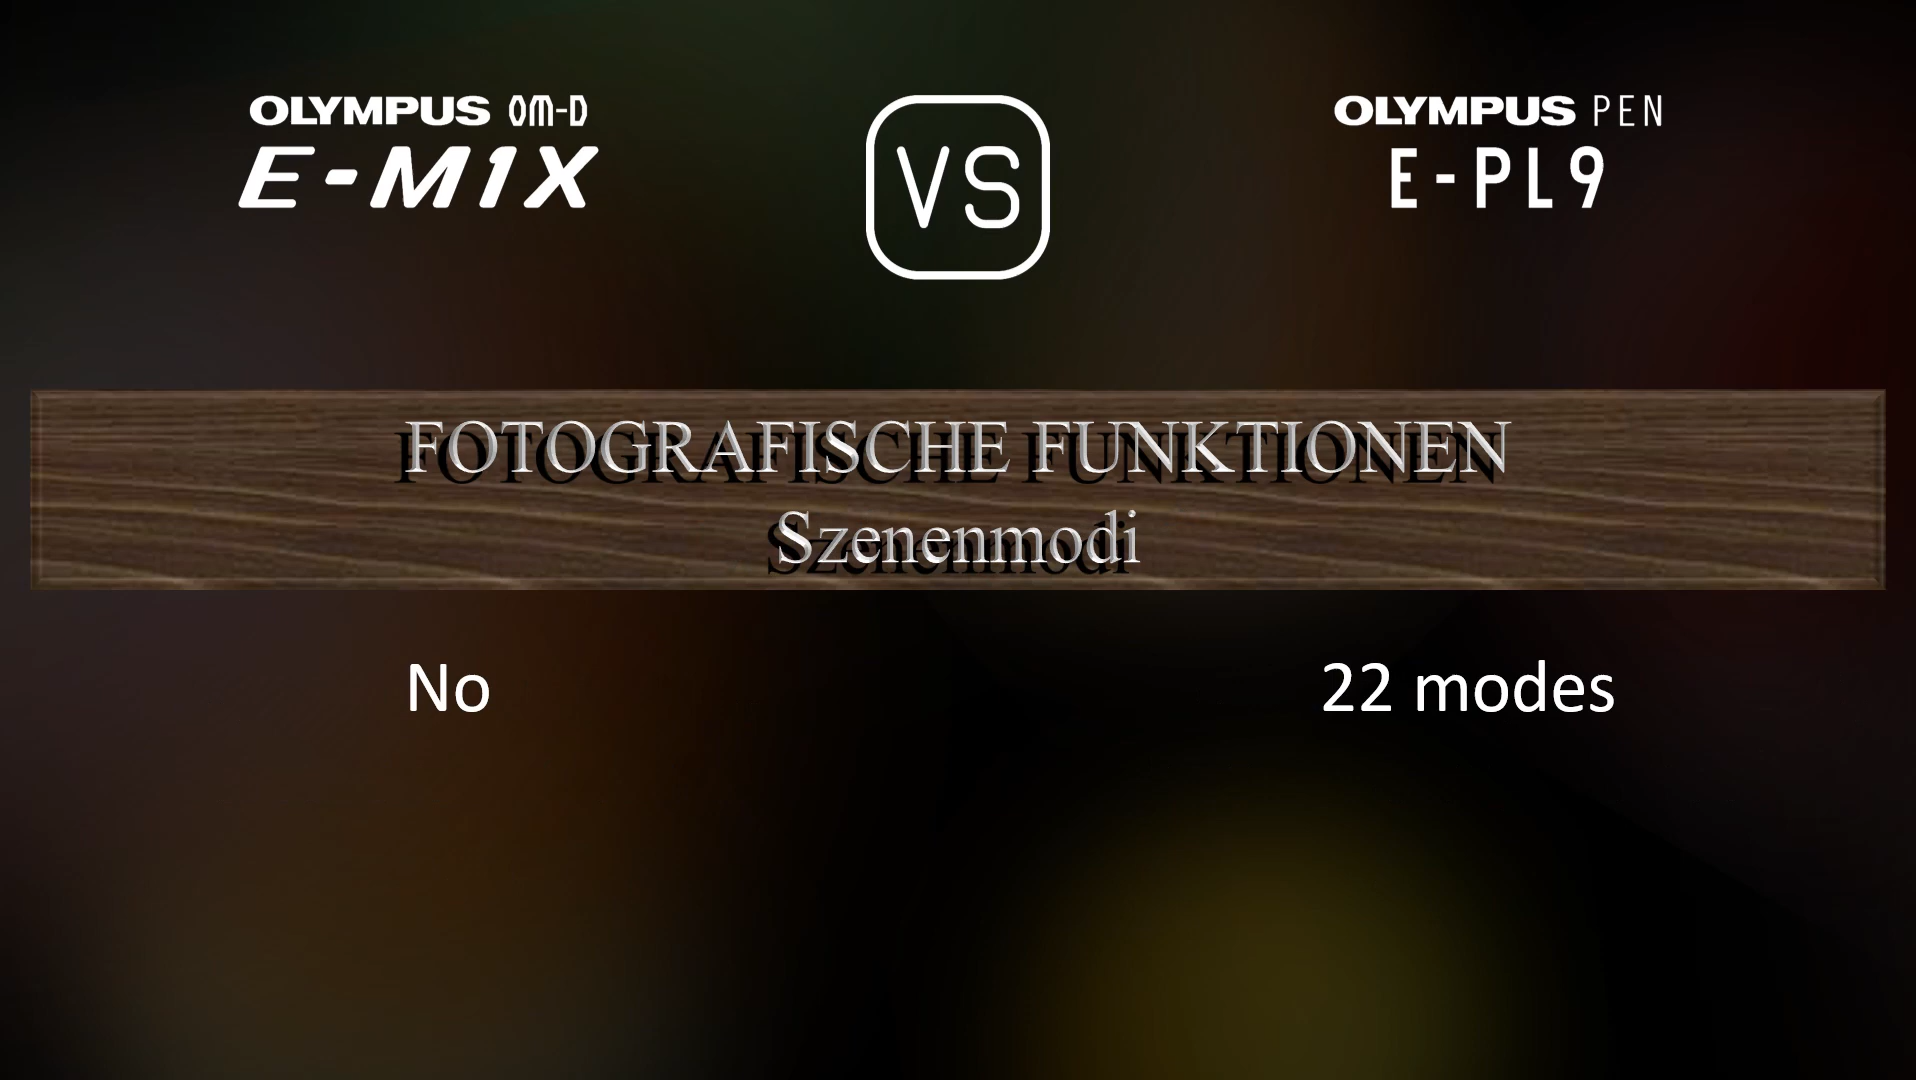 OLYMPUS OM-D
E-M1X
VS
OLYMPUS PEN
E-PL9
FOTOGRAFISCHE FUNKTIONEN
Szenenmodi
No
22 modes